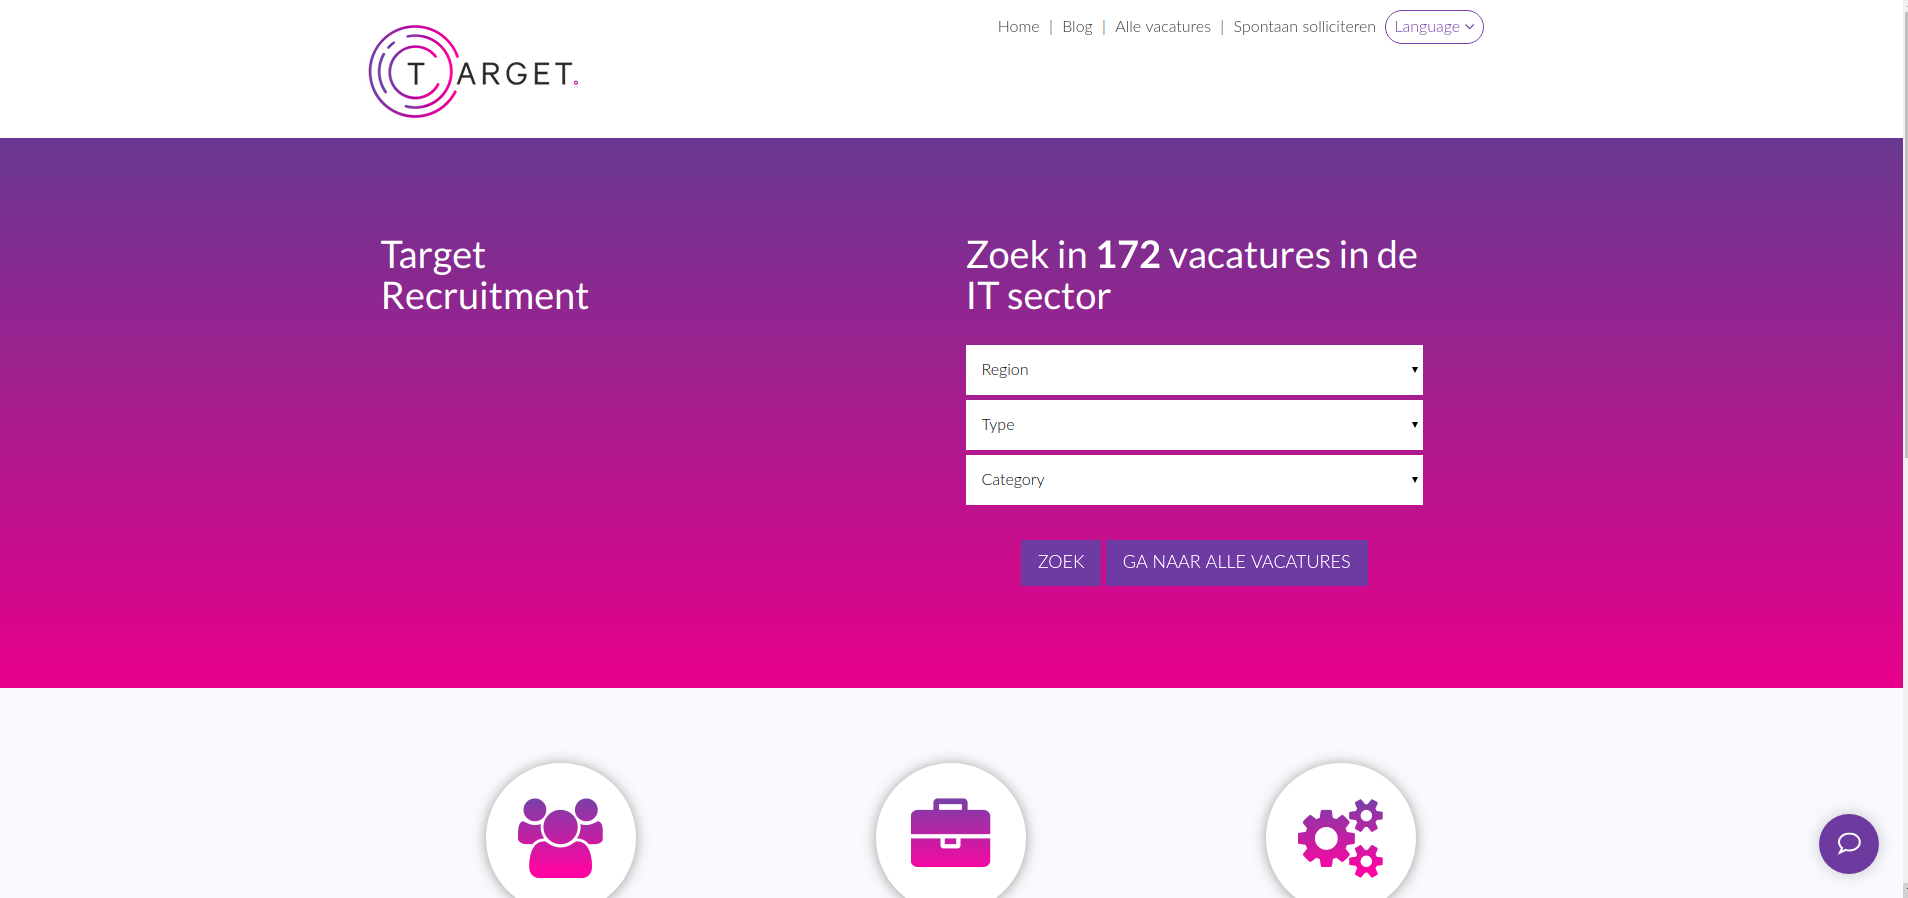 TARGET.
Home | Blog | Alle vacatures | Spontaan solliciteren Language
Target
Recruitment
Zoek in 172 vacatures in de
IT sector
Region
Type
Category
ZOEK
GA NAAR ALLE VACATURES